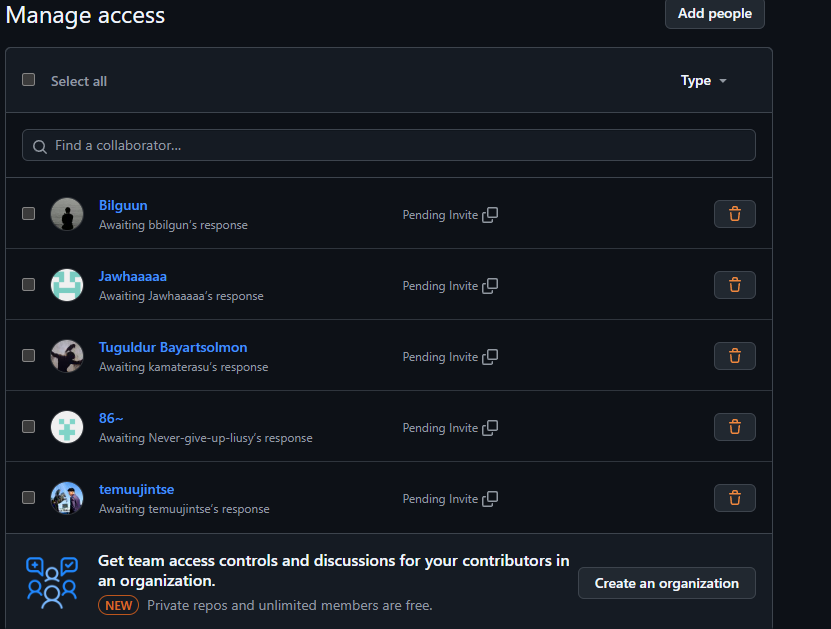 Manage access
Add people
Select all
Type
Find a collaborator...
Bilguun
Awaiting bbilgun's response
Pending Invite
Jawhaaaaa
Awaiting Jawhaaaaa's response
Pending Invite
Tuguldur Bayartsolmon
Awaiting kamaterasu's response
Pending Invite
86~
Awaiting Never-give-up-liusy's response
Pending Invite
temuujintse
Awaiting temuujintse's response
Pending Invite
Get team access controls and discussions for your contributors in
an organization.
NEW Private repos and unlimited members are free.
Create an organization